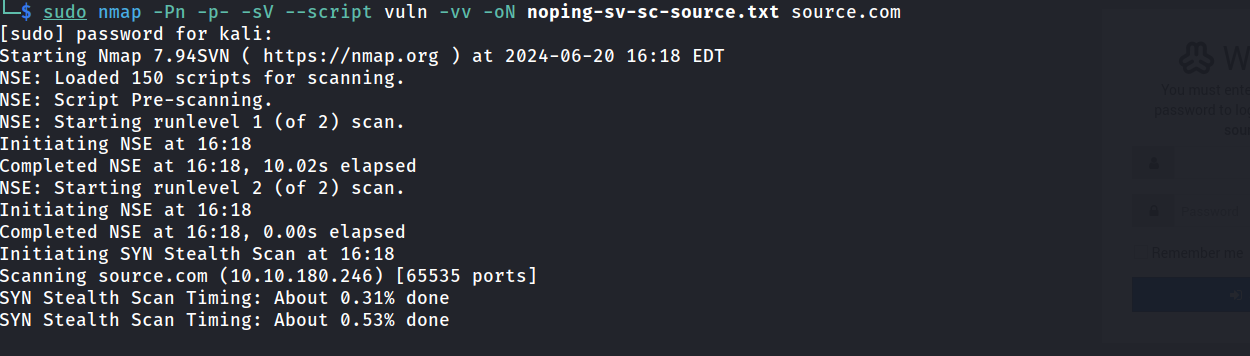 └─$ sudo nmap -Pn -p- -sV --script vuln -vv -oN noping-sv-sc-source.txt source.com
[sudo] password for kali:
Starting Nmap 7.94SVN ( https://nmap.org ) at 2024-06-20 16:18 EDT
NSE: Loaded 150 scripts for scanning.
NSE: Script Pre-scanning.
NSE: Starting runlevel 1 (of 2) scan.
Initiating NSE at 16:18
Completed NSE at 16:18, 10.02s elapsed
NSE: Starting runlevel 2 (of 2) scan.
Initiating NSE at 16:18
Completed NSE at 16:18, 0.00s elapsed
Initiating SYN Stealth Scan at 16:18
Scanning source.com (10.10.180.246) [65535 ports]
SYN Stealth Scan Timing: About 0.31% done
SYN Stealth Scan Timing: About 0.53% done
W
You must ente
password to lo
sour
Password
Remember me